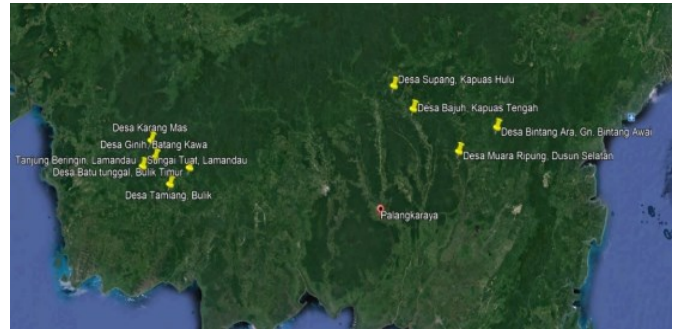 Desa Supang, Kapuas Hulu
Desa Bajuh, Kapuas Tengah
Desa Bintang Ara, Gn. Bintang Awai
Desa Karang Mas
Desa Ginih, Batang Kawa
Desa Muara Ripung, Dusun Selatan
Tanjung Beringin, Lamandau
Sungai Tuat, Lamandau
Desa Batu tunggal, Bulik Timur
Desa Tamiang, Bulik
Palangkaraya